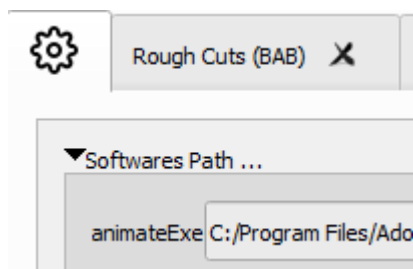 Rough Cuts (BAB)
Softwares Path ...
animateExe C:/Program Files/Ado